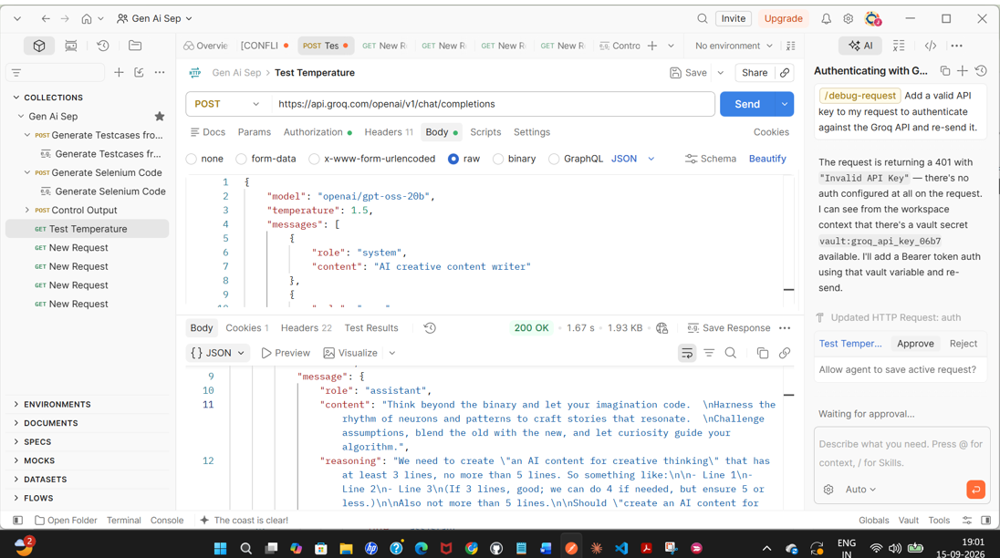 Gen Ai Sep
Invite
Upgrade
Overvie
[CONFLI
POST Tes
GET New R
GET New R
GET New R
GET New R
Contro
No environment
AI
HTTP Gen Ai Sep > Test Temperature
Save
Share
Authenticating with G...
COLLECTIONS
Gen Ai Sep
POST Generate Testcases fro...
e.g. Generate Testcases fr...
POST Generate Selenium Code
e.g. Generate Selenium Code
POST Control Output
GET Test Temperature
GET New Request
GET New Request
GET New Request
GET New Request
ENVIRONMENTS
DOCUMENTS
SPECS
MOCKS
DATASETS
FLOWS
POST
https://api.groq.com/openai/v1/chat/completions
Send
Docs
Params
Authorization
Headers 11
Body
Scripts
Settings
Cookies
none
form-data
x-www-form-urlencoded
raw
binary
GraphQL
JSON
Schema
Beautify
1 {
2 "model": "openai/gpt-oss-20b",
3 "temperature": 1.5,
4 "messages": [
5 {
6 "role": "system",
7 "content": "AI creative content writer"
8 },
9 {
Body
Cookies 1
Headers 22
Test Results
200 OK
1.67 s
1.93 KB
e.g. Save Response
{} JSON
Preview
Visualize
9 "message": {
10 "role": "assistant",
11 "content": "Think beyond the binary and let your imagination code.  \nHarness the
rhythm of neurons and patterns to craft stories that resonate.  \nChallenge
assumptions, blend the old with the new, and let curiosity guide your
algorithm.",
12 "reasoning": "We need to create \"an AI content for creative thinking\" that has
at least 3 lines, no more than 5 lines. So something like:\n\n- Line 1\n-
Line 2\n- Line 3\n(If 3 lines, good; we can do 4 if needed, but ensure 5 or
less.)\n\nAlso not more than 5 lines.\n\nShould \"create an AI content for
/debug-request Add a valid API
key to my request to authenticate
against the Groq API and re-send it.
The request is returning a 401 with
"Invalid API Key" — there's no
auth configured at all on the request.
I can see from the workspace
context that there's a vault secret
vault:groq_api_key_06b7
available. I'll add a Bearer token auth
using that vault variable and re-
send.
Updated HTTP Request: auth
Test Temper...
Approve
Reject
Allow agent to save active request?
Waiting for approval...
Describe what you need. Press @ for
context, / for Skills.
Auto
Open Folder
Terminal
Console
The coast is clear!
Globals
Vault
Tools
2
ENG
IN
19:01
15-09-2026